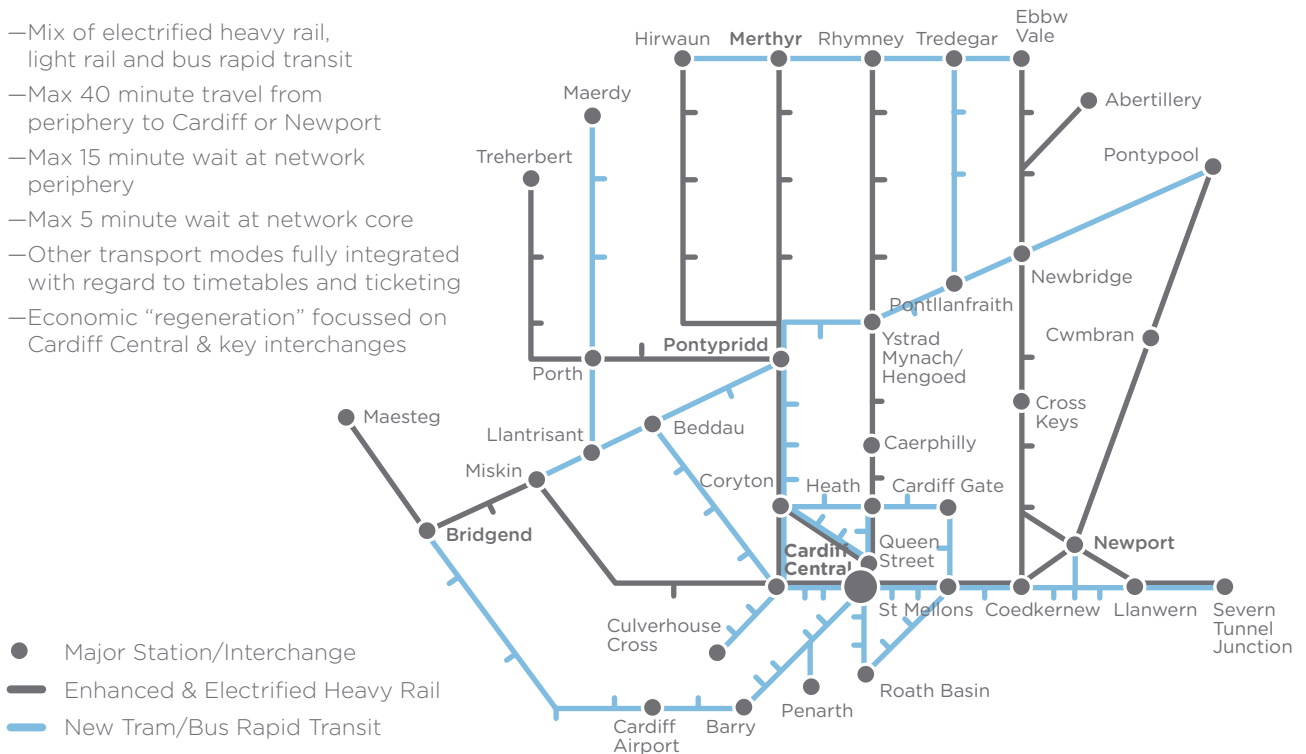 —Mix of electrified heavy rail,
light rail and bus rapid transit
—Max 40 minute travel from
periphery to Cardiff or Newport
—Max 15 minute wait at network
periphery
—Max 5 minute wait at network core
—Other transport modes fully integrated
with regard to timetables and ticketing
—Economic “regeneration” focussed on
Cardiff Central & key interchanges
Ebbw
Vale
Hirwaun
Merthyr
Rhymney
Tredegar
Maerdy
Abertillery
Treherbert
Pontypool
Newbridge
Pontllanfraith
Ystrad
Mynach/
Hengoed
Cwmbran
Pontypridd
Porth
Maesteg
Llantrisant
Beddau
Cross
Keys
Caerphilly
Miskin
Coryton
Heath
Cardiff Gate
Bridgend
Cardiff
Central
Queen
Street
Newport
St Mellons
Coedkernew
Llanwern
Severn
Tunnel
Junction
Culverhouse
Cross
Roath Basin
Penarth
Barry
Cardiff
Airport
Major Station/Interchange
Enhanced & Electrified Heavy Rail
New Tram/Bus Rapid Transit